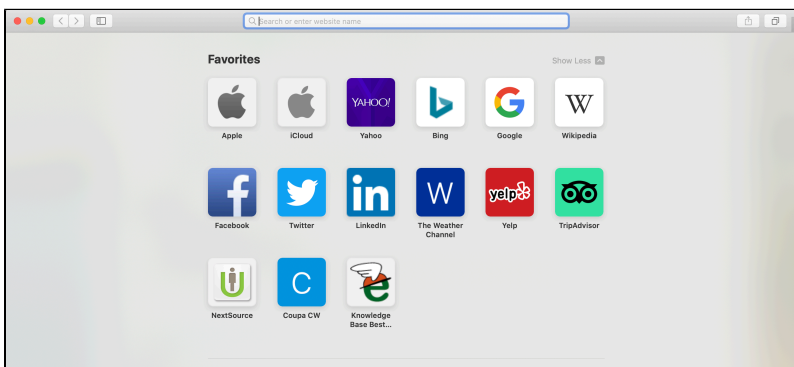 Search or enter website name
Favorites
Show Less
YAHOO!
W
Apple
iCloud
Yahoo
Bing
Google
Wikipedia
f
in
W
yelp
Facebook
Twitter
LinkedIn
The Weather
Channel
Yelp
TripAdvisor
C
NextSource
Coupa CW
Knowledge
Base Best...